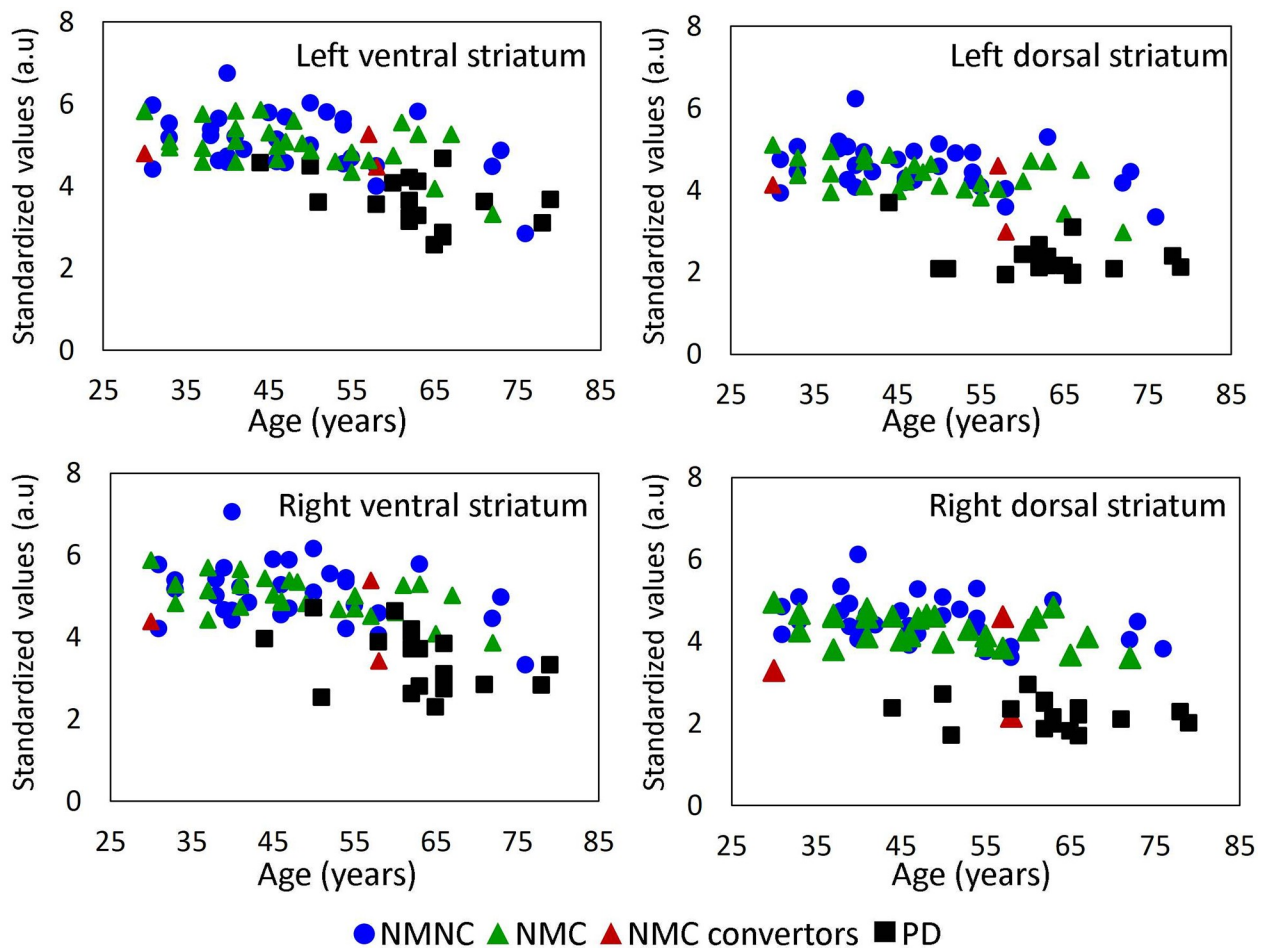 Standardized values (a.u)
8
6
4
2
0
Left ventral striatum
25 35 45 55 65 75 85
Age (years)
Standardized values (a.u)
8
6
4
2
0
Left dorsal striatum
25 35 45 55 65 75 85
Age (years)
Standardized values (a.u)
8
6
4
2
0
Right ventral striatum
25 35 45 55 65 75 85
Age (years)
Standardized values (a.u)
8
6
4
2
0
Right dorsal striatum
25 35 45 55 65 75 85
Age (years)
NMNC NMC NMC convertors PD